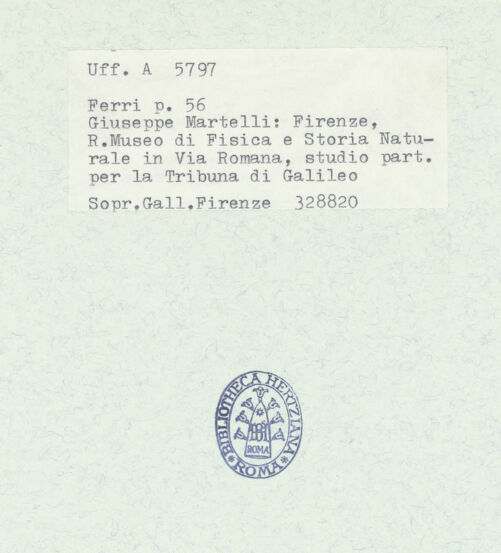 Uff. A 5797
Ferri p. 56
Giuseppe Martelli: Firenze,
R.Museo di Fisica e Storia Natu-
rale in Via Romana, studio part.
per la Tribuna di Galileo
Sopr.Gall.Firenze 328820
BIBLIOTHECA HERTZIANA
ROMA
*ROMA*